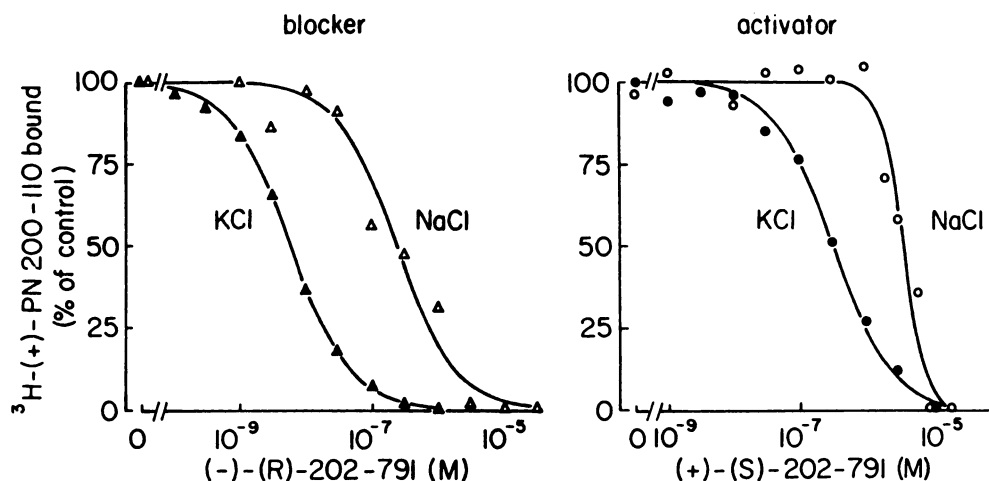 blocker
activator
³H-(+)-PN 200-110 bound
(% of control)
100
75
50
25
0
KCl
NaCl
0
10⁻⁹
10⁻⁷
10⁻⁵
(-)-(R)-202-791 (M)
100
75
50
25
0
KCl
NaCl
0
10⁻⁹
10⁻⁷
10⁻⁵
(+)-(S)-202-791 (M)